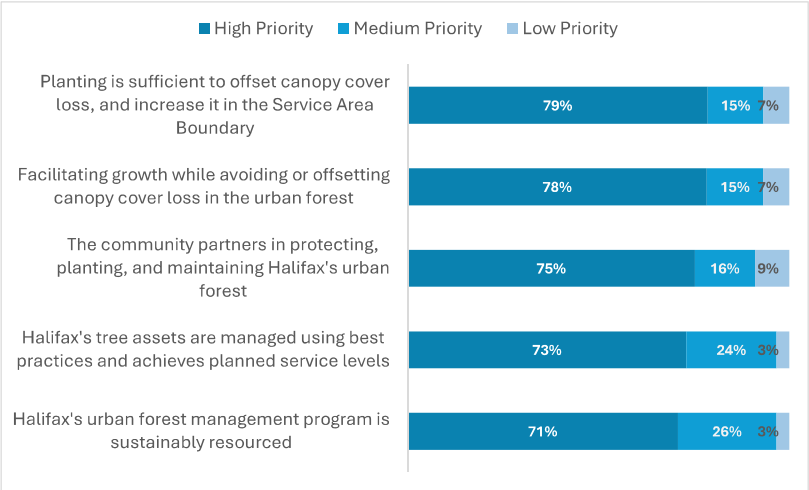 High Priority Medium Priority Low Priority
Planting is sufficient to offset canopy cover
loss, and increase it in the Service Area
Boundary
79% 15% 7%
Facilitating growth while avoiding or offsetting
canopy cover loss in the urban forest
78% 15% 7%
The community partners in protecting,
planting, and maintaining Halifax's urban
forest
75% 16% 9%
Halifax's tree assets are managed using best
practices and achieves planned service levels
73% 24% 3%
Halifax's urban forest management program is
sustainably resourced
71% 26% 3%